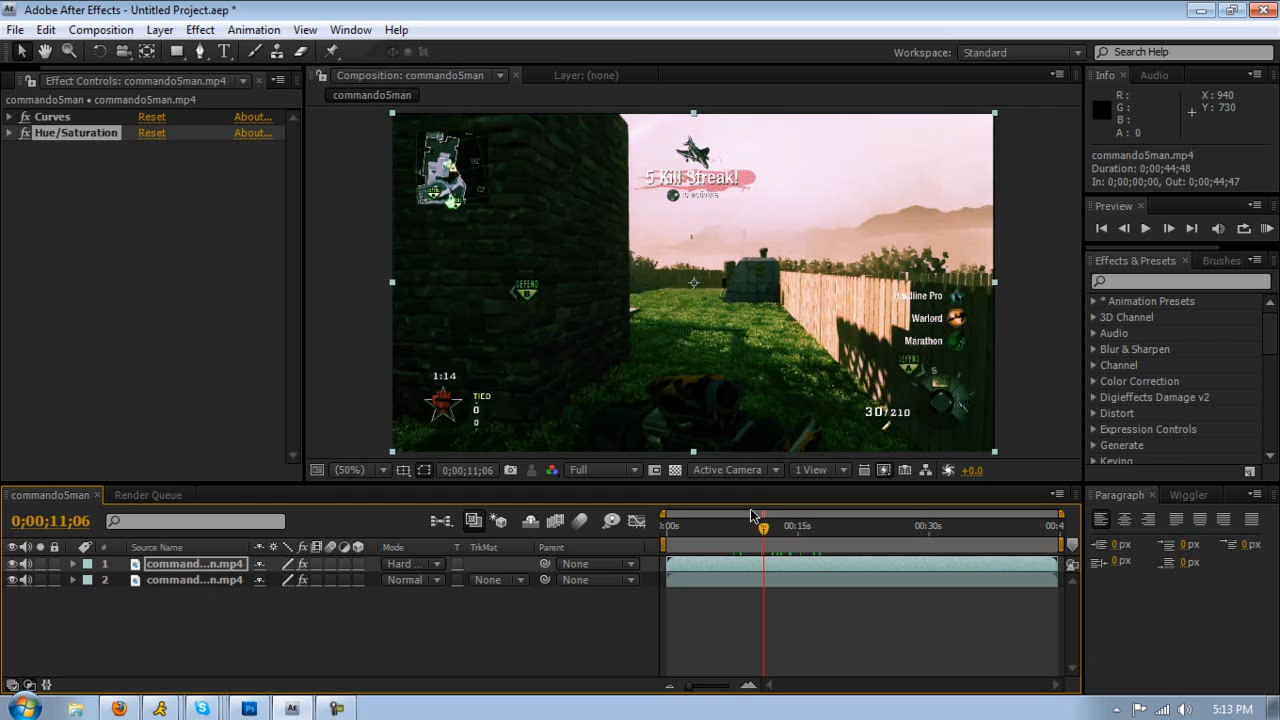 Adobe After Effects - Untitled Project.aep *
File Edit Composition Layer Effect Animation View Window Help
Workspace: Standard Search Help
Effect Controls: commando5man.mp4
Composition: commando5man
Layer: (none)
Info Audio
commando5man • commando5man.mp4
commando5man
Curves Reset About...
Hue/Saturation Reset About...
R: X: 940
G: Y: 730
B:
A: 0
commando5man.mp4
Duration: 0;00;44;48
In: 0;00;00;00, Out: 0;00;44;47
Preview
Effects & Presets Brushes
* Animation Presets
3D Channel
Audio
Blur & Sharpen
Channel
Color Correction
Digieffects Damage v2
Distort
Expression Controls
Generate
Keying
5 Kill Streak!
DEFEND
B
Hardline Pro
Warlord
Marathon
DEFEND
A
S
1:14
TIED
0
0
30/210
(50%) 0;00;11;06 Full Active Camera 1 View +0.0
commando5man Render Queue
0;00;11;06
:00s 00:15s 00:30s 00:4
# Source Name Mode T TrkMat Parent
1 command...n.mp4 Hard ... None
2 command...n.mp4 Normal None None
Paragraph Wiggler
0 px 0 px 0 px
0 px 0 px
5:13 PM